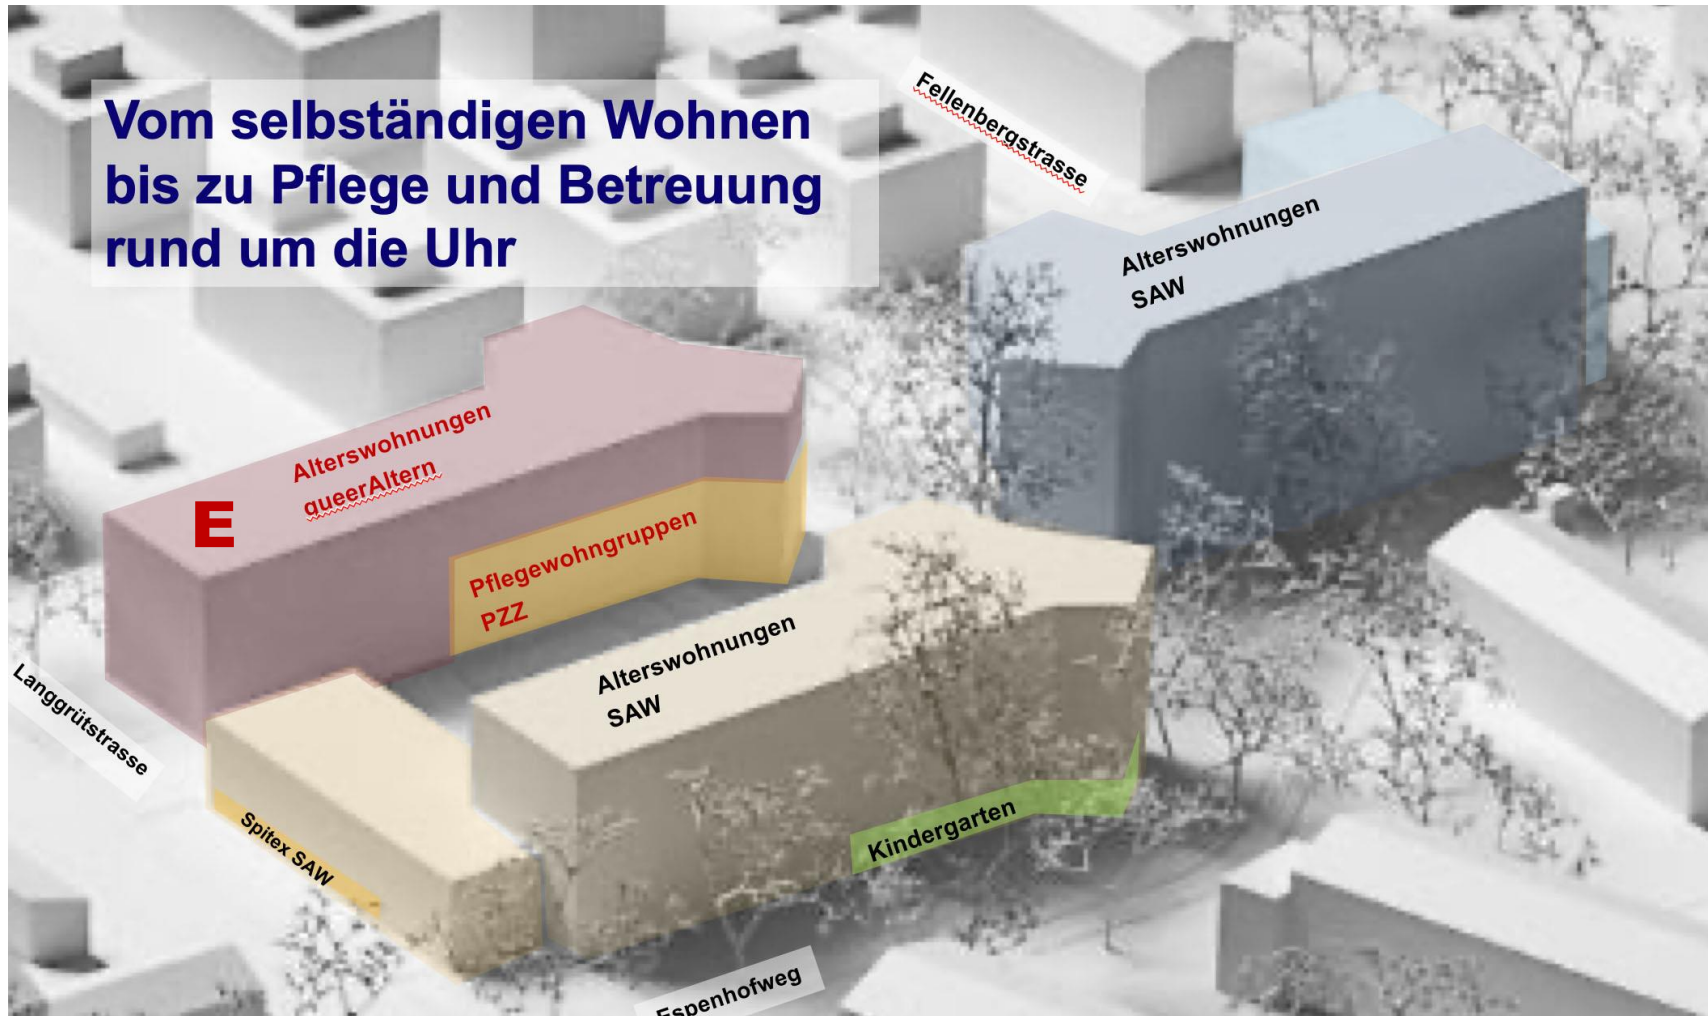 Vom selbständigen Wohnen
bis zu Pflege und Betreuung
rund um die Uhr
Fellenbergstrasse
Alterswohnungen
SAW
Alterswohnungen
queerAltern
E
Pflegewohngruppen
PZZ
Alterswohnungen
SAW
Langgrütstrasse
Spitex SAW
Kindergarten
Espenhofweg